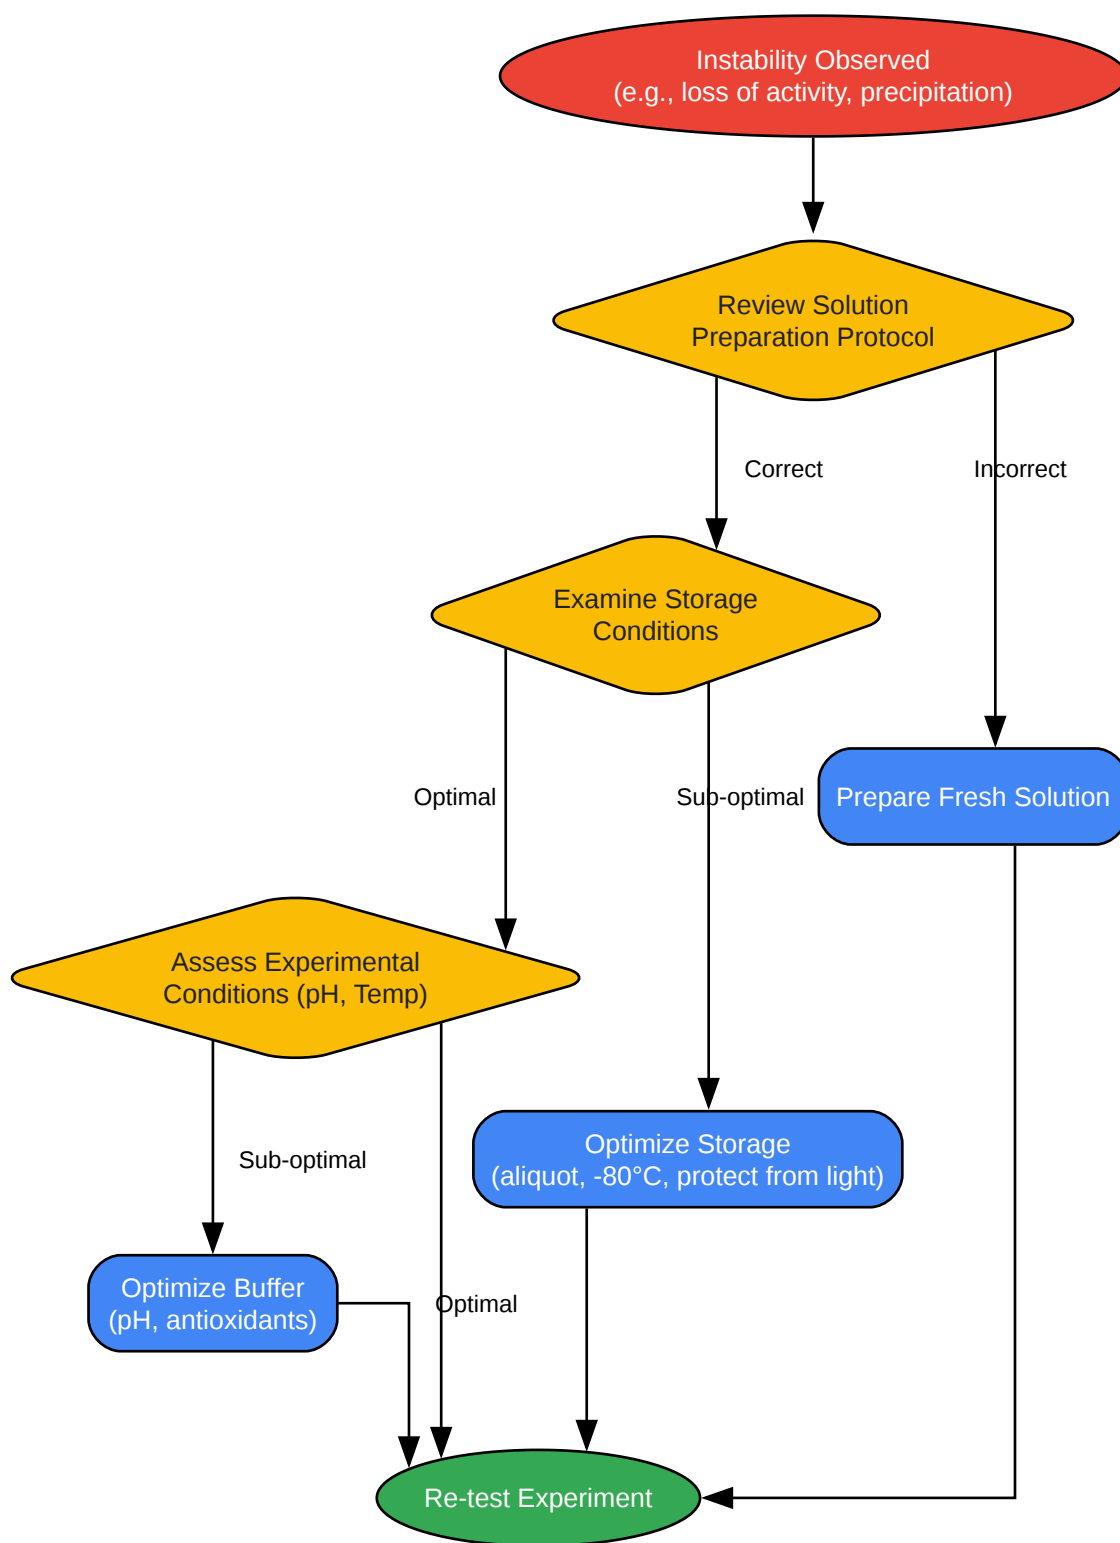 Instability Observed
(e.g., loss of activity, precipitation)
Review Solution
Preparation Protocol
Correct
Incorrect
Examine Storage
Conditions
Optimal
Sub-optimal
Prepare Fresh Solution
Assess Experimental
Conditions (pH, Temp)
Sub-optimal
Optimize Storage
(aliquot, -80°C, protect from light)
Optimize Buffer
(pH, antioxidants)
Optimal
Re-test Experiment